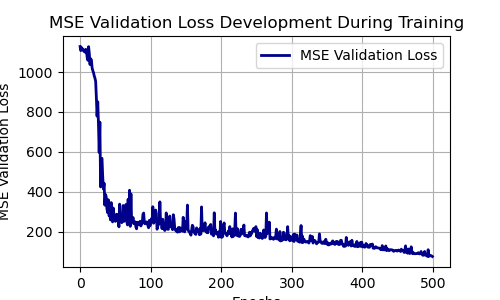 MSE Validation Loss Development During Training
MSE Validation Loss
1000
800
600
400
200
0
100
200
300
400
500
MSE Validation Loss
Epochs